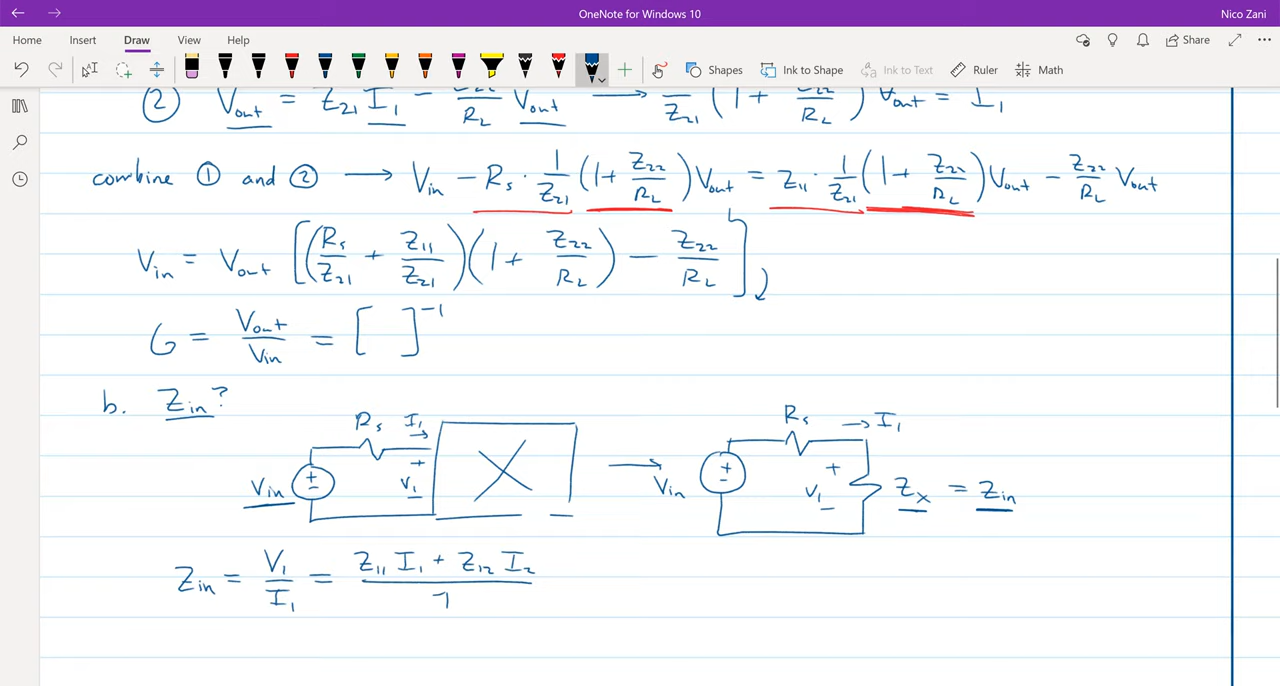 OneNote for Windows 10
Nico Zani
Home Insert Draw View Help
Share
Shapes Ink to Shape Ink to Text Ruler Math
② Vout = Z21 I1 − Z22/RL Vout → 1/Z21 (1 + Z22/RL) Vout = I1
combine ① and ② → Vin − Rs · 1/Z21 (1 + Z22/RL) Vout = Z11 · 1/Z21 (1 + Z22/RL) Vout − Z22/RL Vout
Vin = Vout [(Rs/Z21 + Z11/Z21)(1 + Z22/RL) − Z22/RL]
G = Vout/Vin = [ ]^−1
b. Zin?
Rs I1
Vin + − + V1 −
X
→
Rs → I1
Vin + − + V1 − Zx = Zin
Zin = V1/I1 = Z11 I1 + Z12 I2